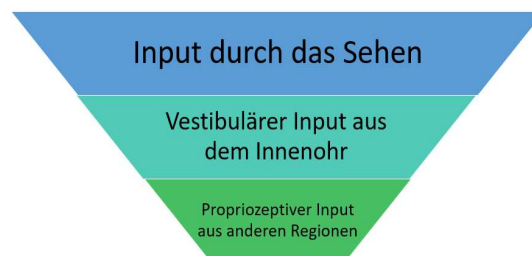 Input durch das Sehen
Vestibulärer Input aus
dem Innenohr
Propriozeptiver Input
aus anderen Regionen